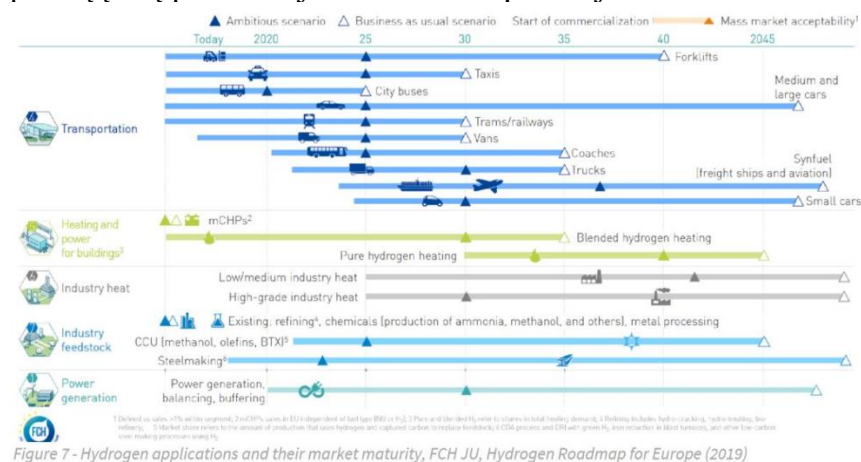 Ambitious scenario Business as usual scenario Start of commercialization Mass market acceptability¹
Today 2020 25 30 35 40 2045
Transportation
Forklifts
Taxis
City buses
Medium and
large cars
Trams/railways
Vans
Coaches
Trucks
Synfuel
(freight ships and aviation)
Small cars
Heating and
power
for buildings³
mCHPs²
Blended hydrogen heating
Pure hydrogen heating
Industry heat
Low/medium industry heat
High-grade industry heat
Industry
feedstock
Existing: refining⁴, chemicals (production of ammonia, methanol, and others), metal processing
CCU (methanol, olefins, BTX)⁵
Steelmaking⁶
Power
generation
Power generation,
balancing, buffering
FCH
Figure 7 - Hydrogen applications and their market maturity, FCH JU, Hydrogen Roadmap for Europe (2019)